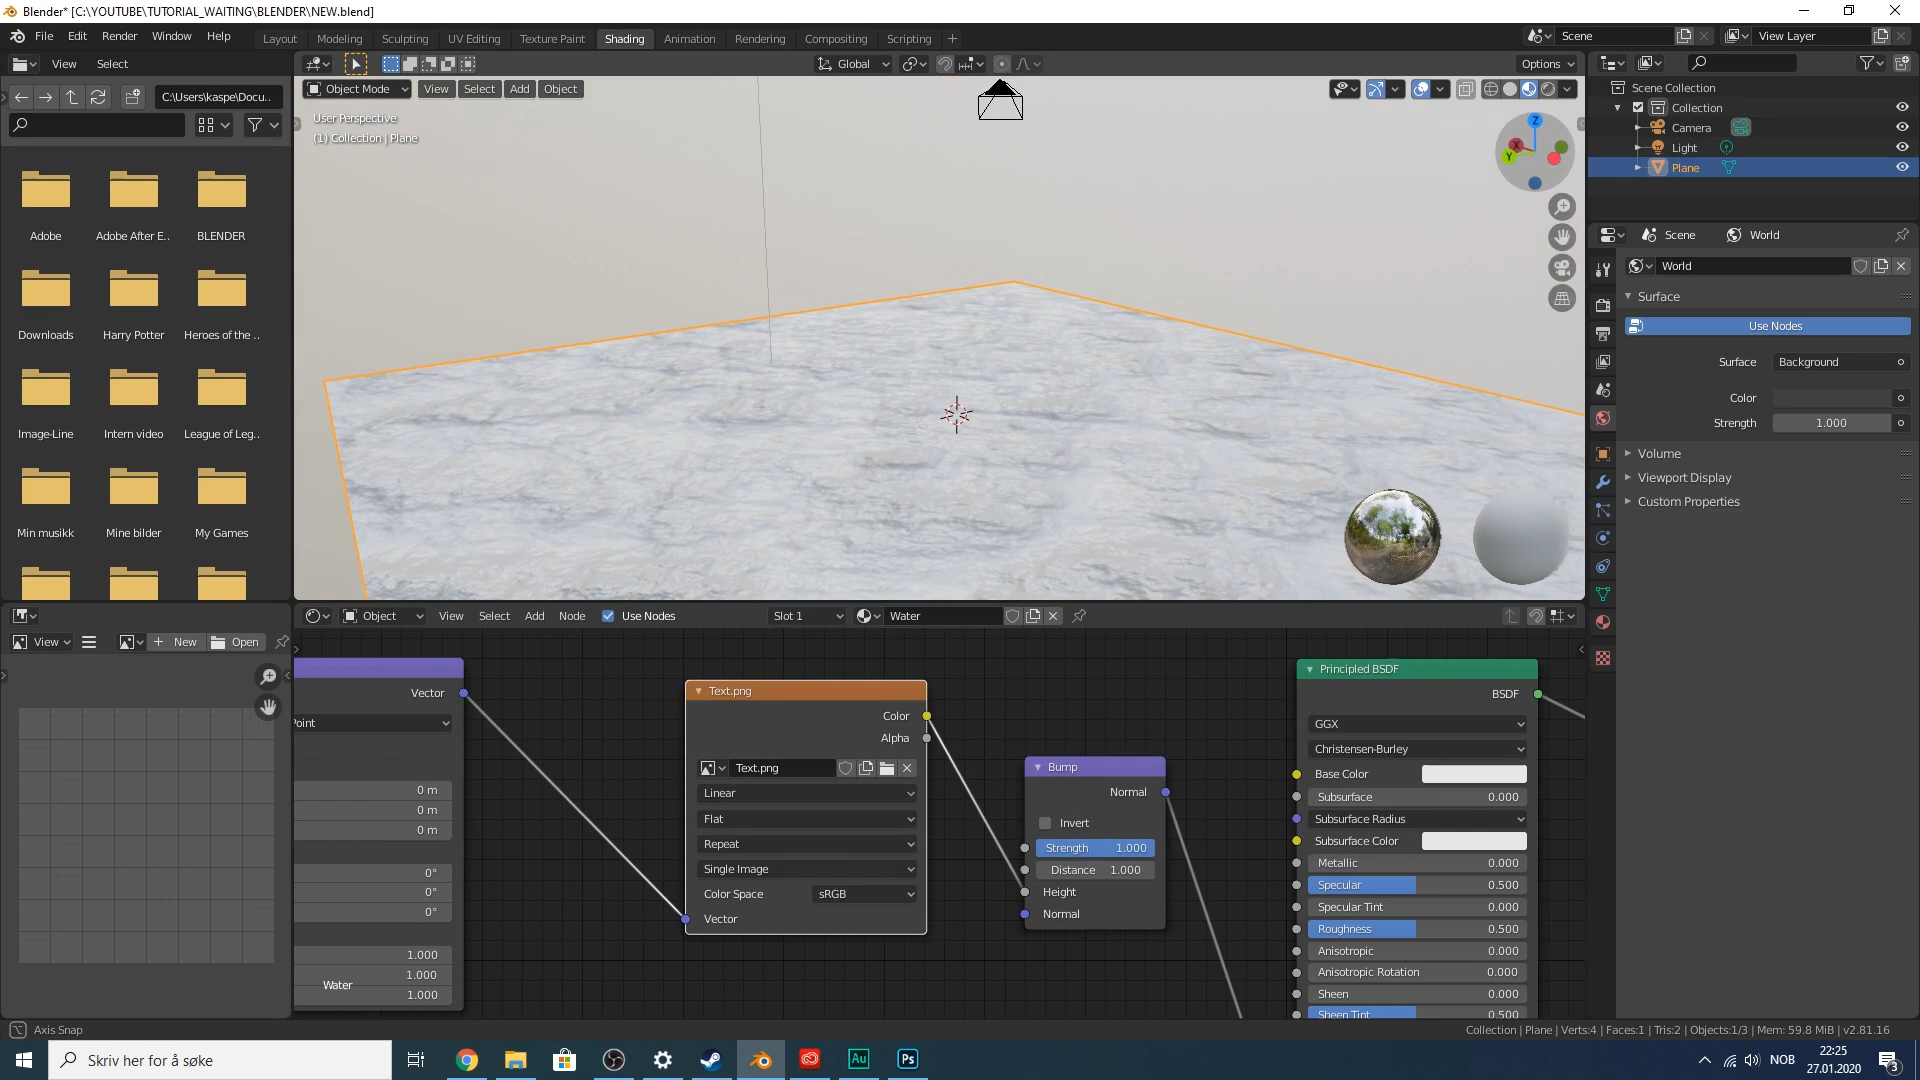 Blender* [C:\YOUTUBE\TUTORIAL_WAITING\BLENDER\NEW.blend]
File Edit Render Window Help
Layout Modeling Sculpting UV Editing Texture Paint Shading Animation Rendering Compositing Scripting +
Scene
View Layer
View Select
Global
Options
C:\Users\kaspe\Docu..
Object Mode View Select Add Object
User Perspective
(1) Collection | Plane
Z
X
Y
Scene Collection
Collection
Camera
Light
Plane
Adobe Adobe After E.. BLENDER
Downloads Harry Potter Heroes of the ..
Image-Line Intern video League of Leg..
Min musikk Mine bilder My Games
Scene World
World
Surface
Use Nodes
Surface Background
Color
Strength 1.000
Volume
Viewport Display
Custom Properties
View New Open
Object View Select Add Node Use Nodes Slot 1 Water
Vector
Point
0 m
0 m
0 m
0°
0°
0°
1.000
1.000
1.000
Water
Text.png
Color
Alpha
Text.png
Linear
Flat
Repeat
Single Image
Color Space sRGB
Vector
Bump
Normal
Invert
Strength 1.000
Distance 1.000
Height
Normal
Principled BSDF
BSDF
GGX
Christensen-Burley
Base Color
Subsurface 0.000
Subsurface Radius
Subsurface Color
Metallic 0.000
Specular 0.500
Specular Tint 0.000
Roughness 0.500
Anisotropic 0.000
Anisotropic Rotation 0.000
Sheen 0.000
Sheen Tint 0.500
Axis Snap
Collection | Plane | Verts:4 | Faces:1 | Tris:2 | Objects:1/3 | Mem: 59.8 MiB | v2.81.16
Skriv her for å søke
Au
Ps
NOB
22:25
27.01.2020
3